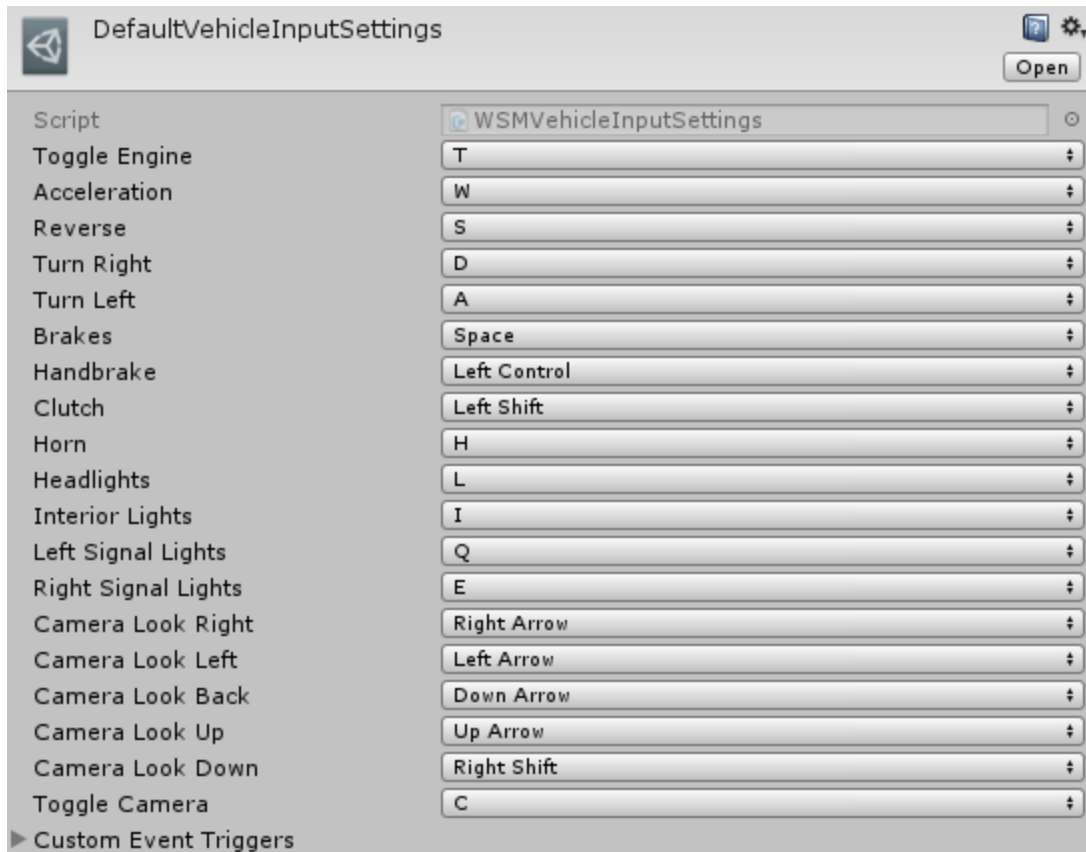 DefaultVehicleInputSettings
Open
Script WSMVehicleInputSettings
Toggle Engine T
Acceleration W
Reverse S
Turn Right D
Turn Left A
Brakes Space
Handbrake Left Control
Clutch Left Shift
Horn H
Headlights L
Interior Lights I
Left Signal Lights Q
Right Signal Lights E
Camera Look Right Right Arrow
Camera Look Left Left Arrow
Camera Look Back Down Arrow
Camera Look Up Up Arrow
Camera Look Down Right Shift
Toggle Camera C
Custom Event Triggers